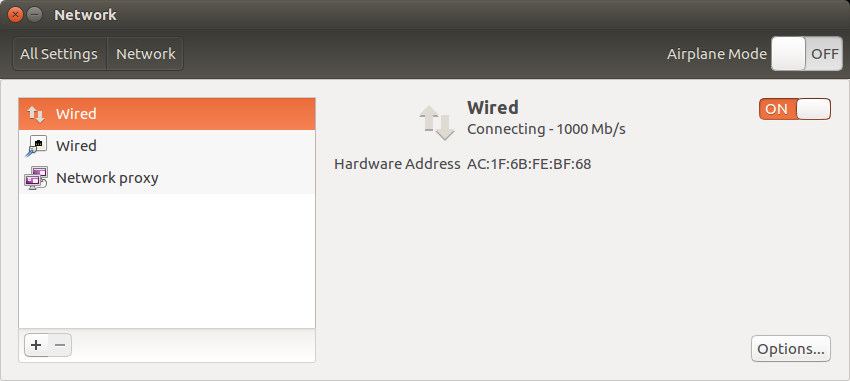 Network
All Settings
Network
Airplane Mode
OFF
Wired
Wired
Network proxy
Wired
Connecting - 1000 Mb/s
ON
Hardware Address AC:1F:6B:FE:BF:68
Options...